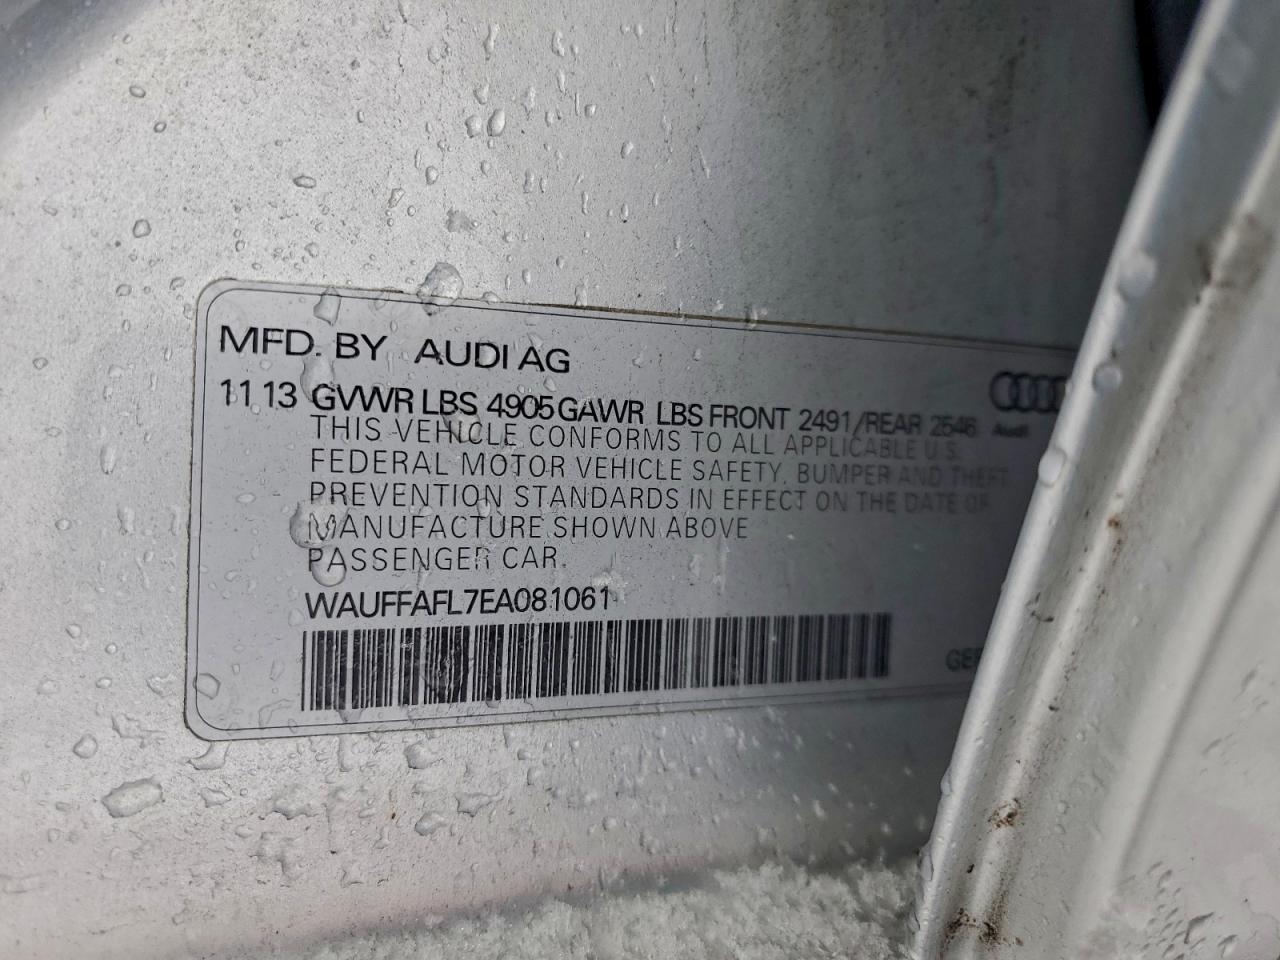 MFD. BY AUDI AG
11 13 GVWR LBS 4905 GAWR LBS FRONT 2491/REAR 2546
Audi
THIS VEHICLE CONFORMS TO ALL APPLICABLE U.S.
FEDERAL MOTOR VEHICLE SAFETY, BUMPER AND THEFT
PREVENTION STANDARDS IN EFFECT ON THE DATE OF
MANUFACTURE SHOWN ABOVE
PASSENGER CAR.
WAUFFAFL7EA081061